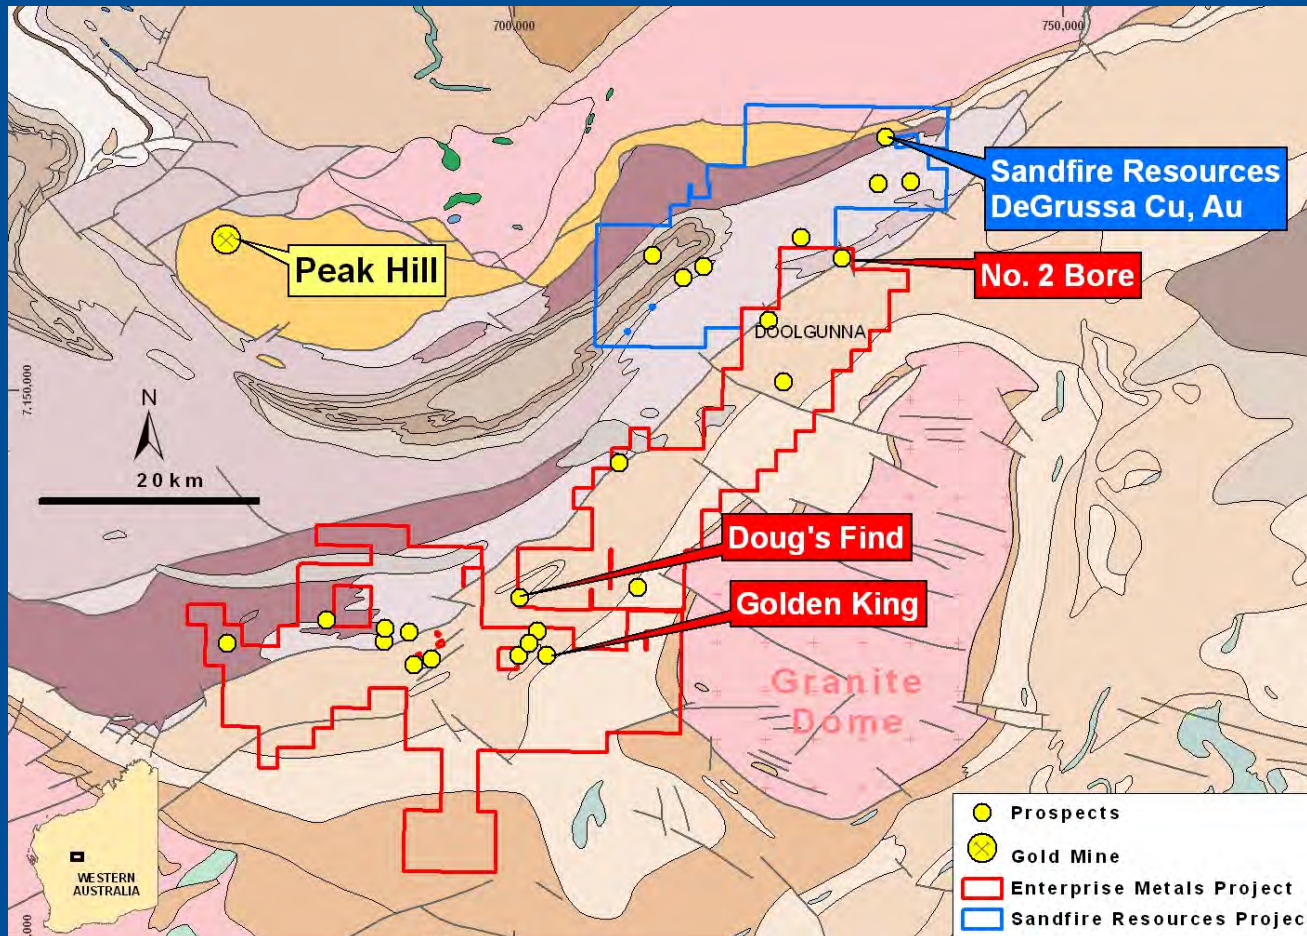 700,000
750,000
Sandfire Resources
DeGrussa Cu, Au
Peak Hill
No. 2 Bore
DOOLGUNNA
7,150,000
N
20 km
Doug's Find
Golden King
Granite
Dome
WESTERN
AUSTRALIA
,000
Prospects
Gold Mine
Enterprise Metals Project
Sandfire Resources Projec